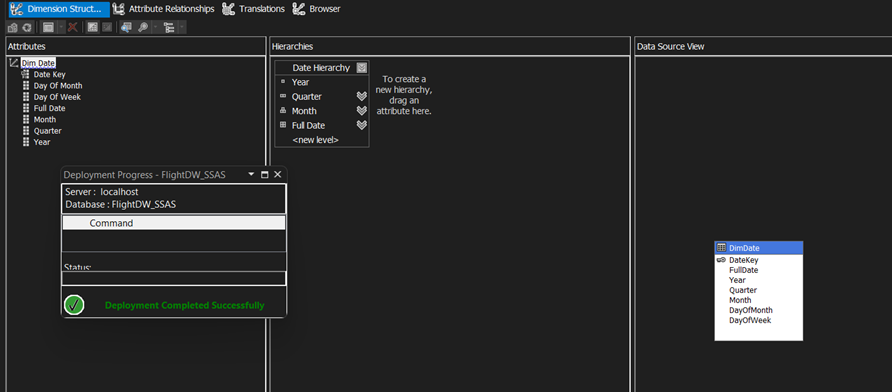 Dimension Struct... Attribute Relationships Translations Browser
Attributes
Dim Date
Date Key
Day Of Month
Day Of Week
Full Date
Month
Quarter
Year
Hierarchies
Date Hierarchy
Year
Quarter
Month
Full Date
<new level>
To create a
new hierarchy,
drag an
attribute here.
Data Source View
DimDate
DateKey
FullDate
Year
Quarter
Month
DayOfMonth
DayOfWeek
Deployment Progress - FlightDW_SSAS
Server : localhost
Database : FlightDW_SSAS
Command
Status:
Deployment Completed Successfully